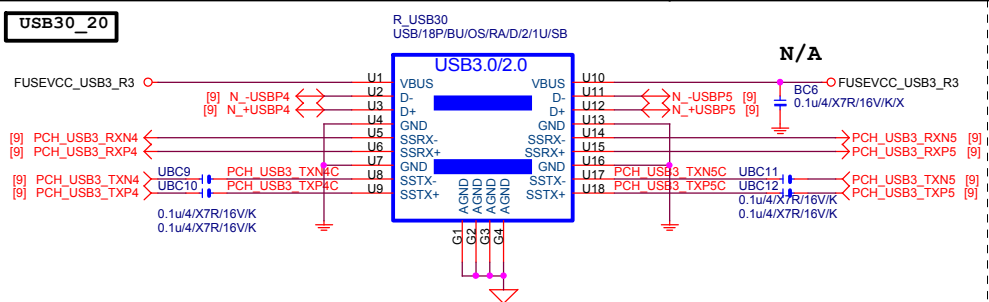 USB30_20
R_USB30
USB/18P/BU/OS/RA/D/2/1U/SB
USB3.0/2.0
N/A
FUSEVCC_USB3_R3
U1
VBUS
VBUS
U10
FUSEVCC_USB3_R3
BC6
0.1u/4/X7R/16V/K/X
[9] N_-USBP4
U2
D-
D-
U11
N_-USBP5 [9]
[9] N_+USBP4
U3
D+
D+
U12
N_+USBP5 [9]
U4
GND
GND
U13
[9] PCH_USB3_RXN4
U5
SSRX-
SSRX-
U14
PCH_USB3_RXN5 [9]
[9] PCH_USB3_RXP4
U6
SSRX+
SSRX+
U15
PCH_USB3_RXP5 [9]
U7
GND
GND
U16
[9] PCH_USB3_TXN4
UBC9
PCH_USB3_TXN4C
U8
SSTX-
SSTX-
U17
PCH_USB3_TXN5C
UBC11
PCH_USB3_TXN5 [9]
[9] PCH_USB3_TXP4
UBC10
PCH_USB3_TXP4C
U9
SSTX+
SSTX+
U18
PCH_USB3_TXP5C
UBC12
PCH_USB3_TXP5 [9]
0.1u/4/X7R/16V/K
0.1u/4/X7R/16V/K
0.1u/4/X7R/16V/K
0.1u/4/X7R/16V/K
AGND
AGND
AGND
AGND
G1
G2
G3
G4